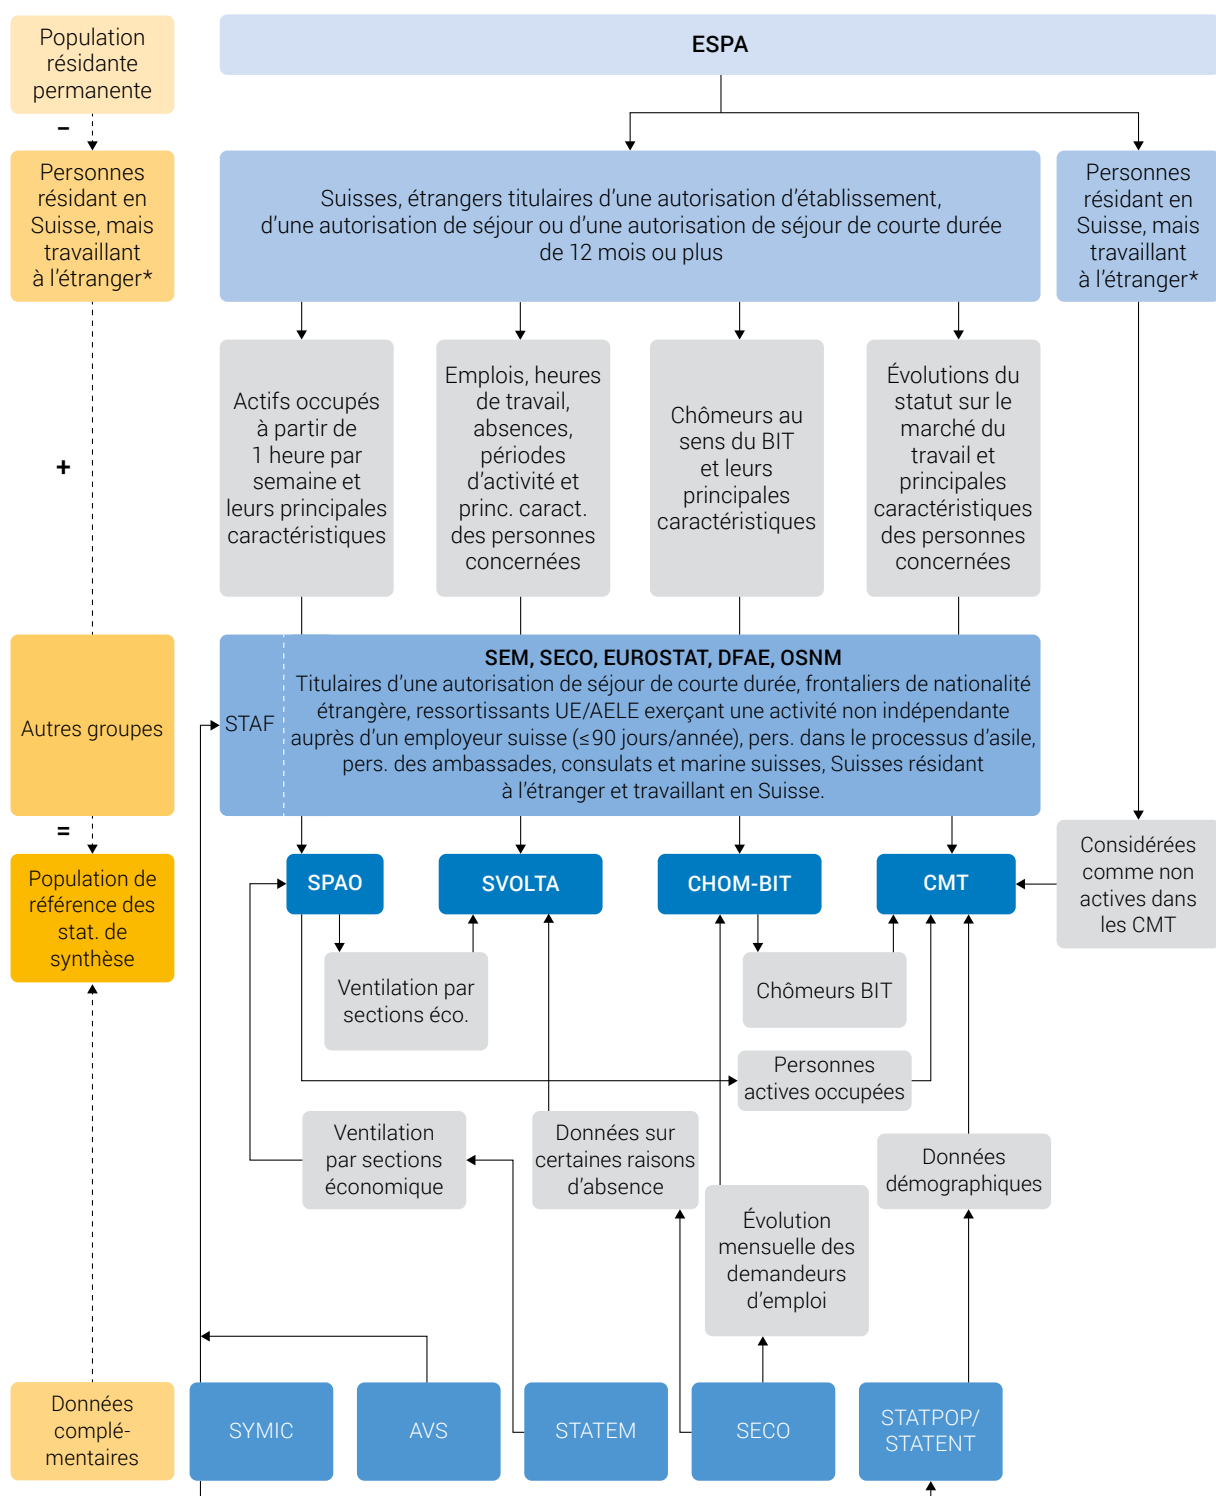 Population
résidante
permanente
ESPA
–
Personnes
résidant en
Suisse, mais
travaillant
à l'étranger*
Suisses, étrangers titulaires d'une autorisation d'établissement,
d'une autorisation de séjour ou d'une autorisation de séjour de courte durée
de 12 mois ou plus
Personnes
résidant en
Suisse, mais
travaillant
à l'étranger*
+
Actifs occupés
à partir de
1 heure par
semaine et
leurs principales
caractéristiques
Emplois, heures
de travail,
absences,
périodes
d'activité et
princ. caract.
des personnes
concernées
Chômeurs au
sens du BIT
et leurs
principales
caractéristiques
Évolutions du
statut sur le
marché du
travail et
principales
caractéristiques
des personnes
concernées
Autres groupes
STAF
SEM, SECO, EUROSTAT, DFAE, OSNM
Titulaires d'une autorisation de séjour de courte durée, frontaliers de nationalité
étrangère, ressortissants UE/AELE exerçant une activité non indépendante
auprès d'un employeur suisse (≤ 90 jours/année), pers. dans le processus d'asile,
pers. des ambassades, consulats et marine suisses, Suisses résidant
à l'étranger et travaillant en Suisse.
=
Population de
référence des
stat. de
synthèse
SPAO
SVOLTA
CHOM-BIT
CMT
Considérées
comme non
actives dans
les CMT
Ventilation par
sections éco.
Chômeurs BIT
Personnes
actives occupées
Ventilation
par sections
économique
Données sur
certaines raisons
d'absence
Évolution
mensuelle des
demandeurs
d'emploi
Données
démographiques
Données
complé-
mentaires
SYMIC
AVS
STATEM
SECO
STATPOP/
STATENT